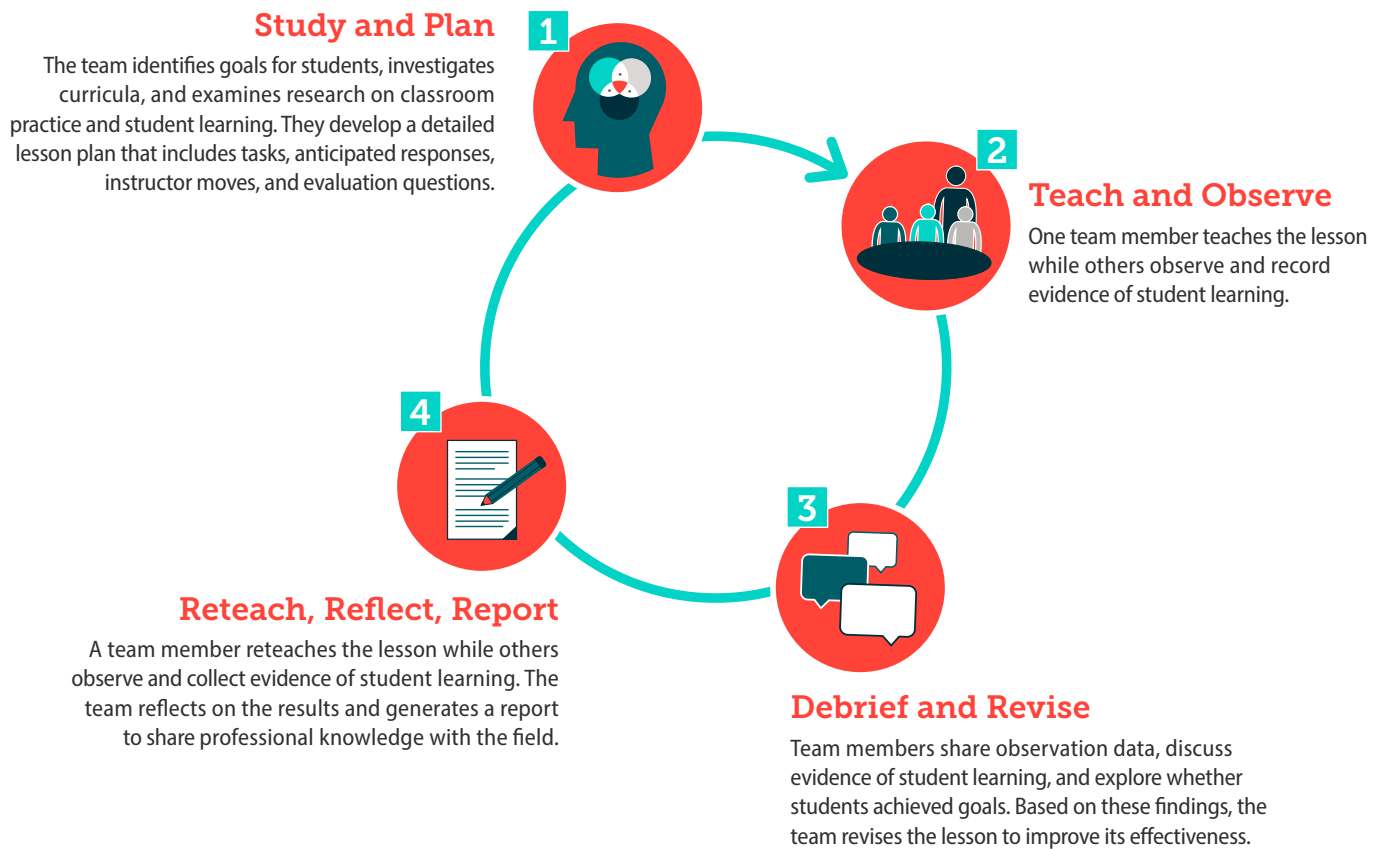 1
Study and Plan
The team identifies goals for students, investigates
curricula, and examines research on classroom
practice and student learning. They develop a detailed
lesson plan that includes tasks, anticipated responses,
instructor moves, and evaluation questions.
2
Teach and Observe
One team member teaches the lesson
while others observe and record
evidence of student learning.
3
Debrief and Revise
Team members share observation data, discuss
evidence of student learning, and explore whether
students achieved goals. Based on these findings, the
team revises the lesson to improve its effectiveness.
4
Reteach, Reflect, Report
A team member reteaches the lesson while others
observe and collect evidence of student learning. The
team reflects on the results and generates a report
to share professional knowledge with the field.